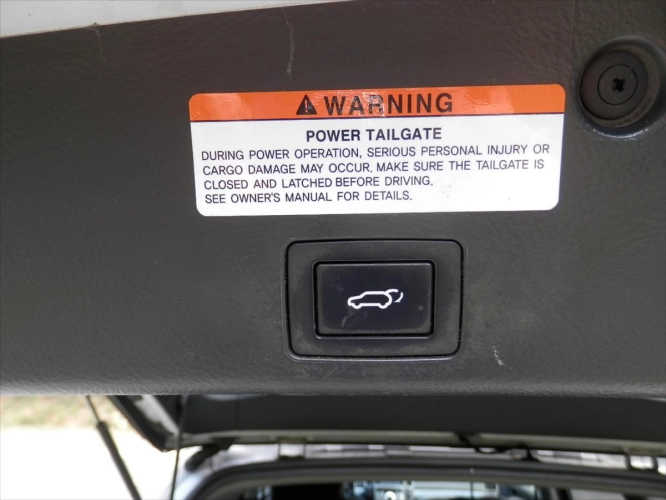 WARNING
POWER TAILGATE
DURING POWER OPERATION, SERIOUS PERSONAL INJURY OR
CARGO DAMAGE MAY OCCUR. MAKE SURE THE TAILGATE IS
CLOSED AND LATCHED BEFORE DRIVING.
SEE OWNER'S MANUAL FOR DETAILS.